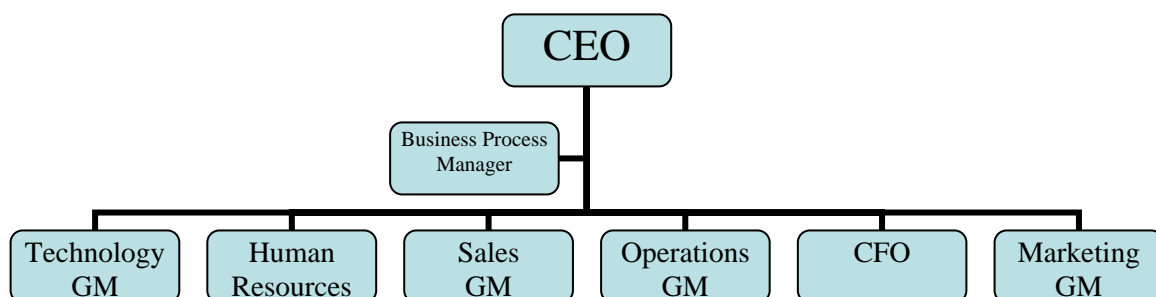 CEO
Business Process
Manager
Technology
GM
Human
Resources
Sales
GM
Operations
GM
CFO
Marketing
GM